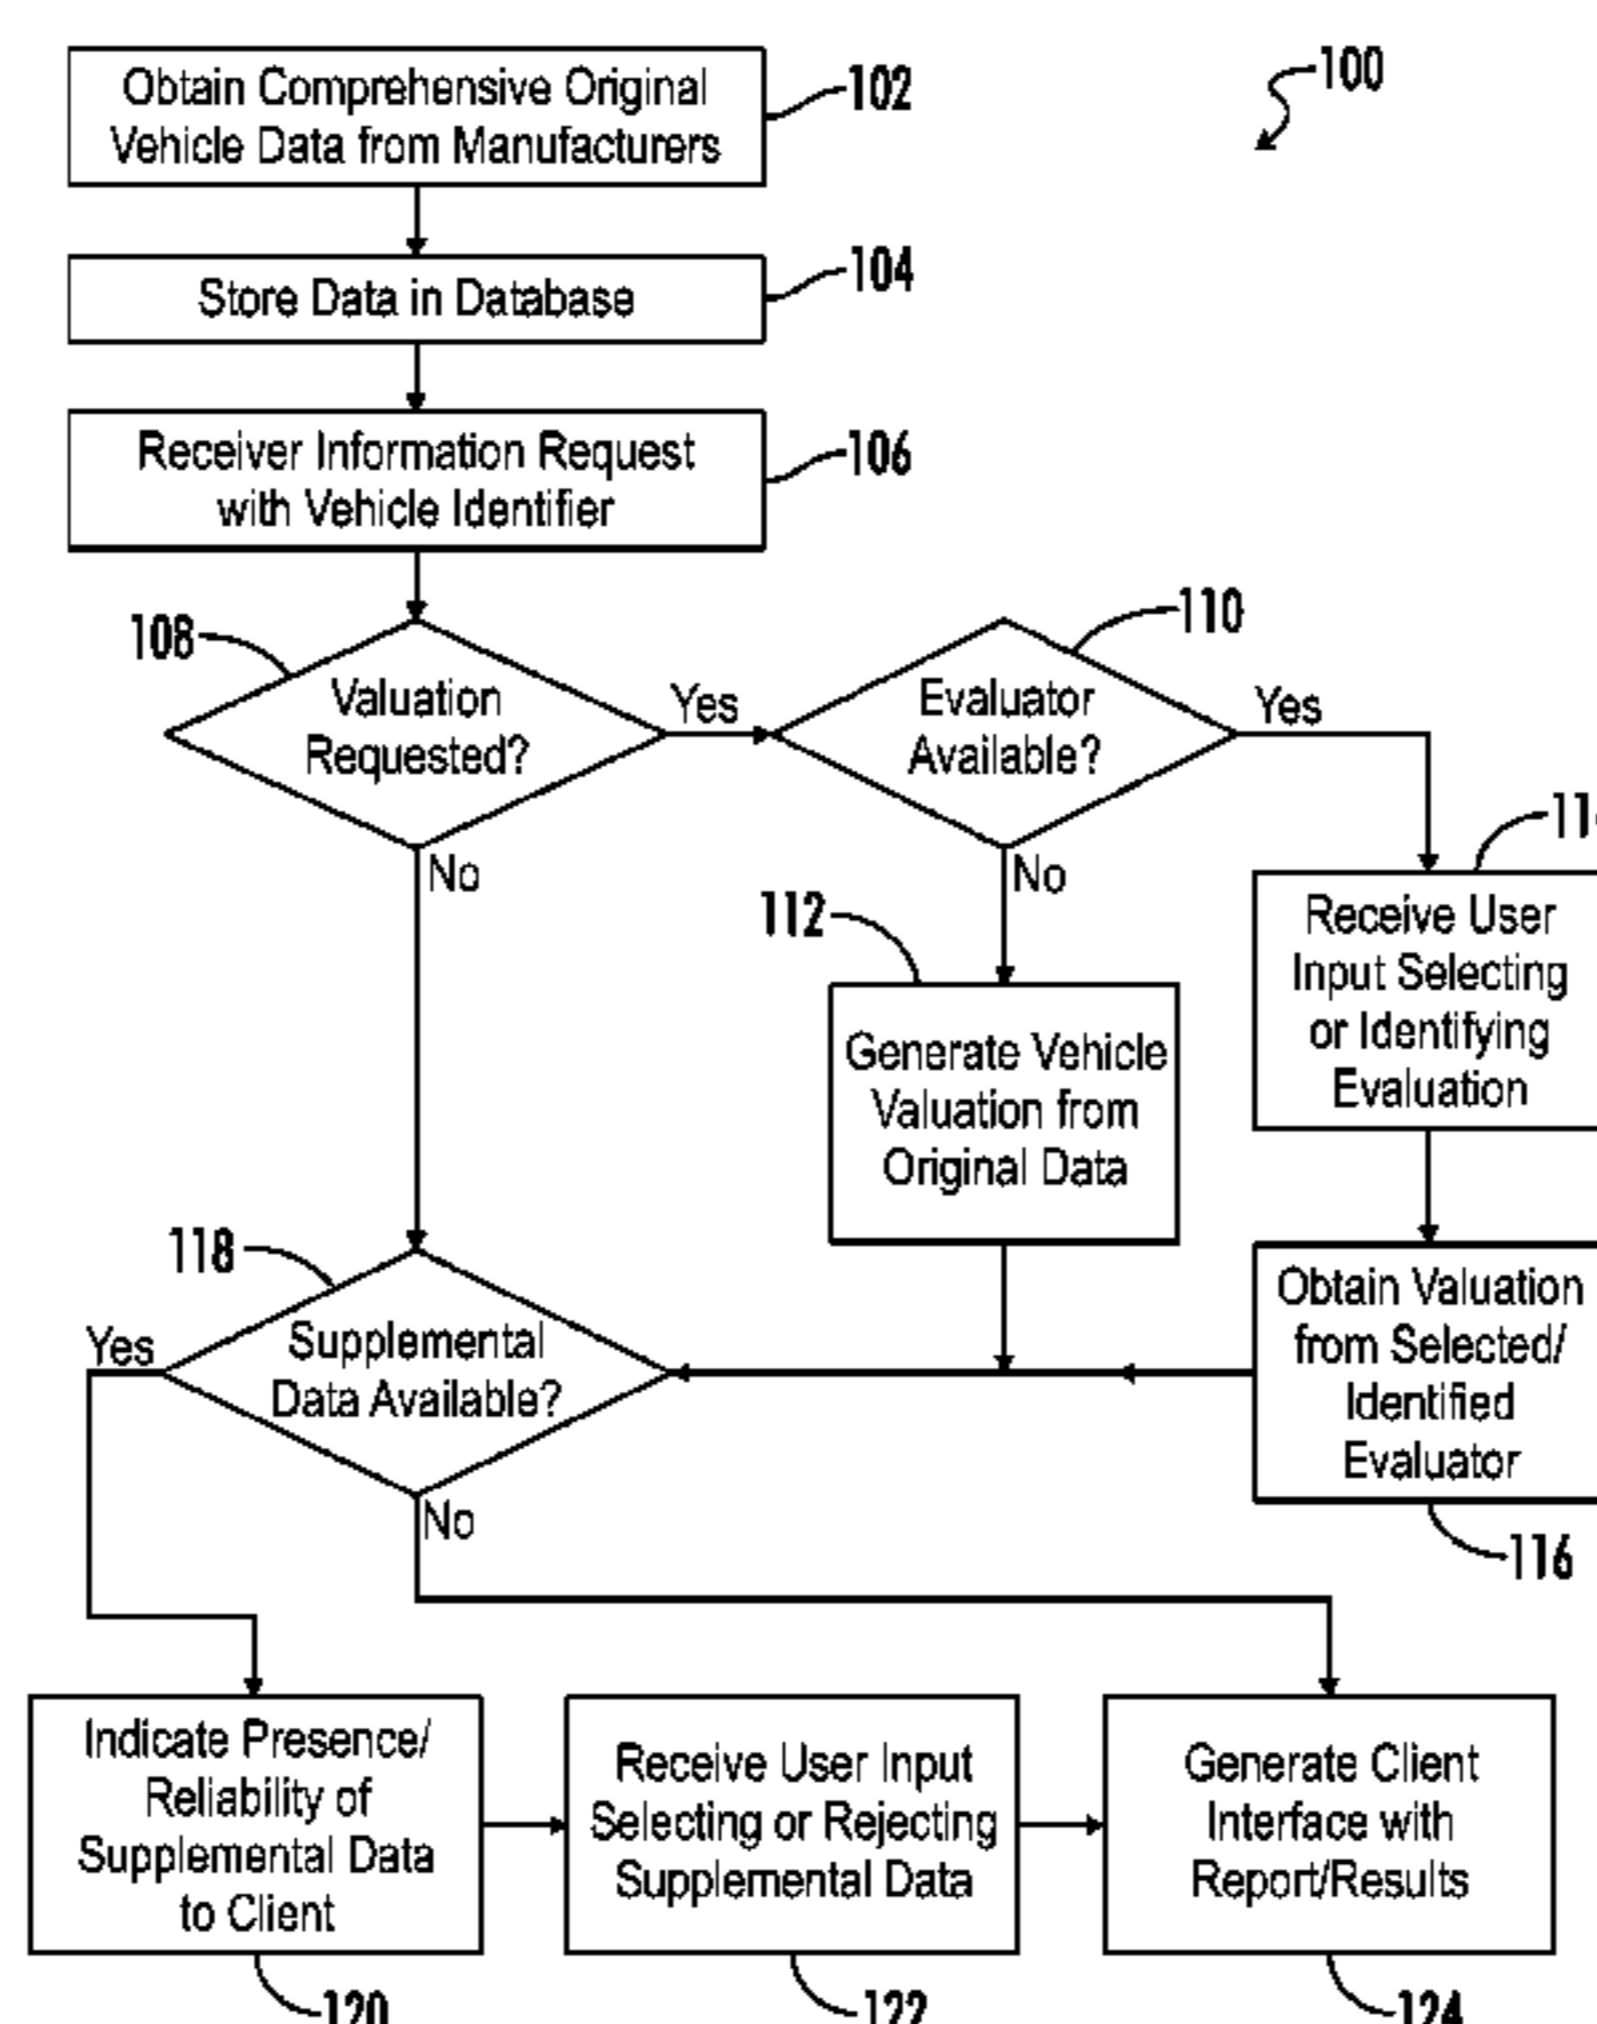 100
Obtain Comprehensive Original
Vehicle Data from Manufacturers
102
Store Data in Database
104
Receiver Information Request
with Vehicle Identifier
106
108
Valuation
Requested?
Yes
No
110
Evaluator
Available?
Yes
No
112
Generate Vehicle
Valuation from
Original Data
Receive User
Input Selecting
or Identifying
Evaluation
Obtain Valuation
from Selected/
Identified
Evaluator
116
118
Supplemental
Data Available?
Yes
No
Indicate Presence/
Reliability of
Supplemental Data
to Client
120
Receive User Input
Selecting or Rejecting
Supplemental Data
122
Generate Client
Interface with
Report/Results
124